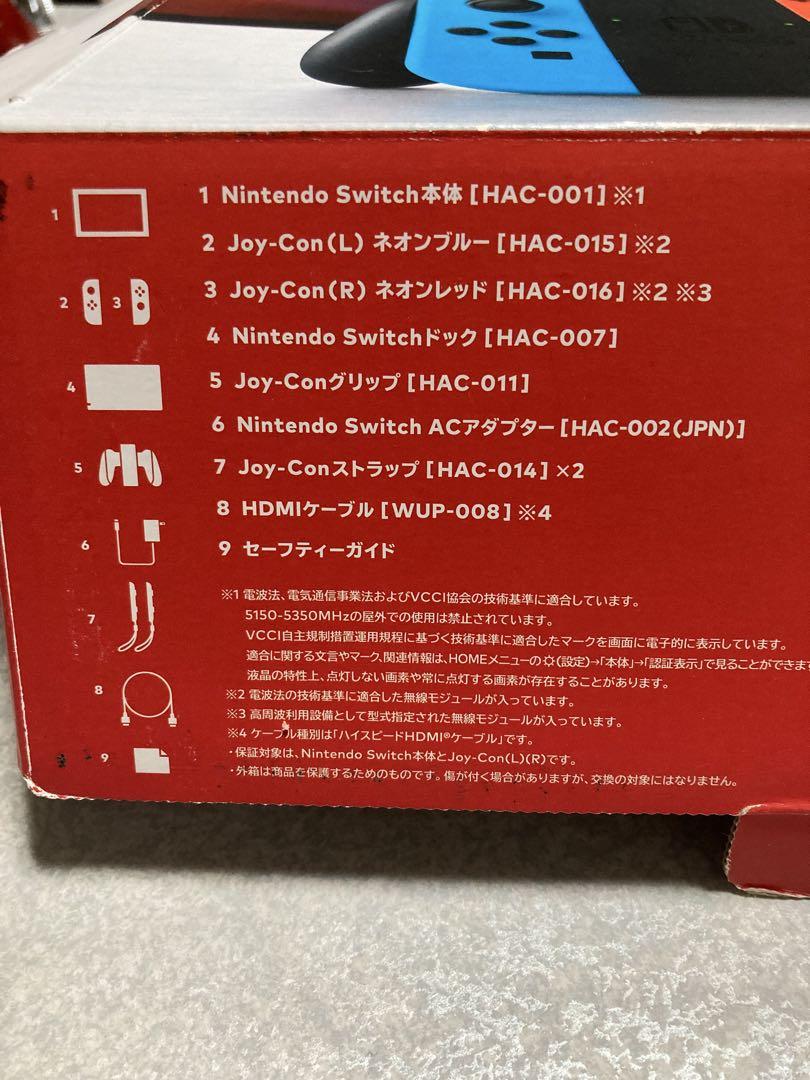 1 Nintendo Switch本体[HAC-001]※1
2 Joy-Con(L) ネオンブルー[HAC-015]※2
3 Joy-Con(R) ネオンレッド[HAC-016]※2 ※3
4 Nintendo Switchドック[HAC-007]
5 Joy-Conグリップ[HAC-011]
6 Nintendo Switch ACアダプター[HAC-002(JPN)]
7 Joy-Conストラップ[HAC-014]×2
8 HDMIケーブル[WUP-008]※4
9 セーフティーガイド
1
2 3
4
5
6
7
8
9
※1 電波法、電気通信事業法およびVCCI協会の技術基準に適合しています。
5150-5350MHzの屋外での使用は禁止されています。
VCCI自主規制措置運用規程に基づく技術基準に適合したマークを画面に電子的に表示しています。
適合に関する文言やマーク、関連情報は、HOMEメニューの(設定)→「本体」→「認証表示」で見ることができます
液晶の特性上、点灯しない画素や常に点灯する画素が存在することがあります。
※2 電波法の技術基準に適合した無線モジュールが入っています。
※3 高周波利用設備として型式指定された無線モジュールが入っています。
※4 ケーブル種別は「ハイスピードHDMI®ケーブル」です。
・保証対象は、Nintendo Switch本体とJoy-Con(L)(R)です。
・外箱は商品を保護するためのものです。傷が付く場合がありますが、交換の対象にはなりません。